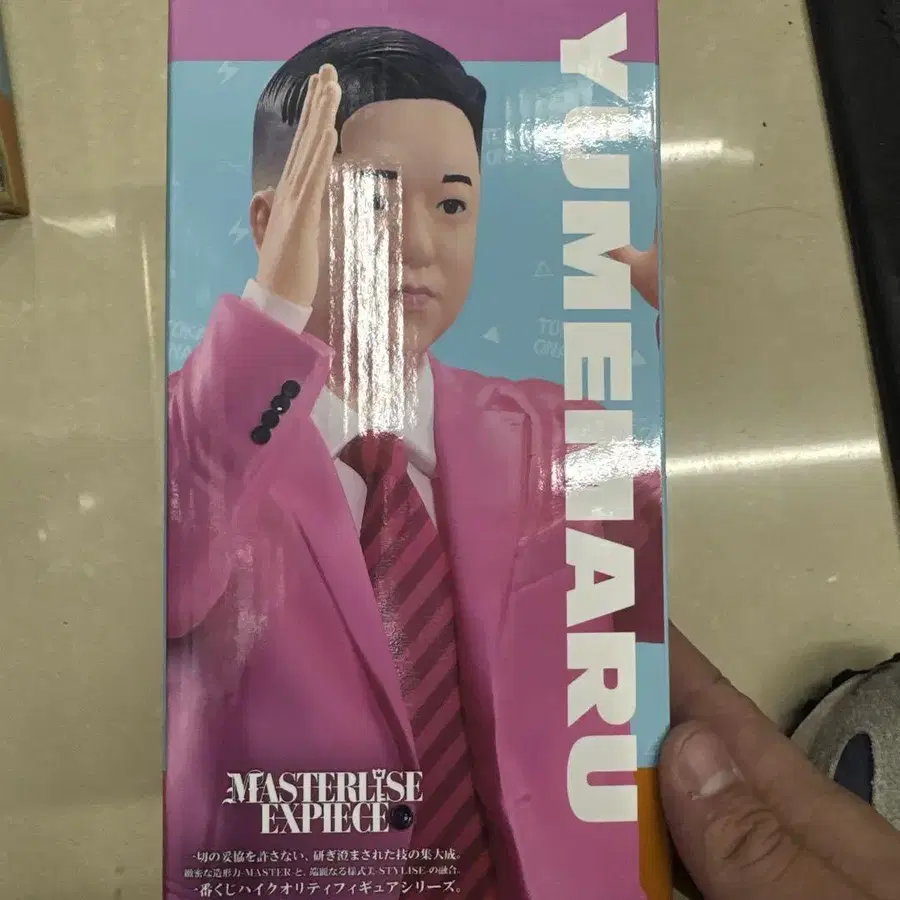 YUMEMARU
TOKAI
ONAIR
MASTERLISE
EXPIECE
一切の妥協を許さない、研ぎ澄まされた技の集大成。
緻密な造形力-MASTER-と、端麗なる様式美-STYLISE-の融合。
一番くじハイクオリティフィギュアシリーズ。